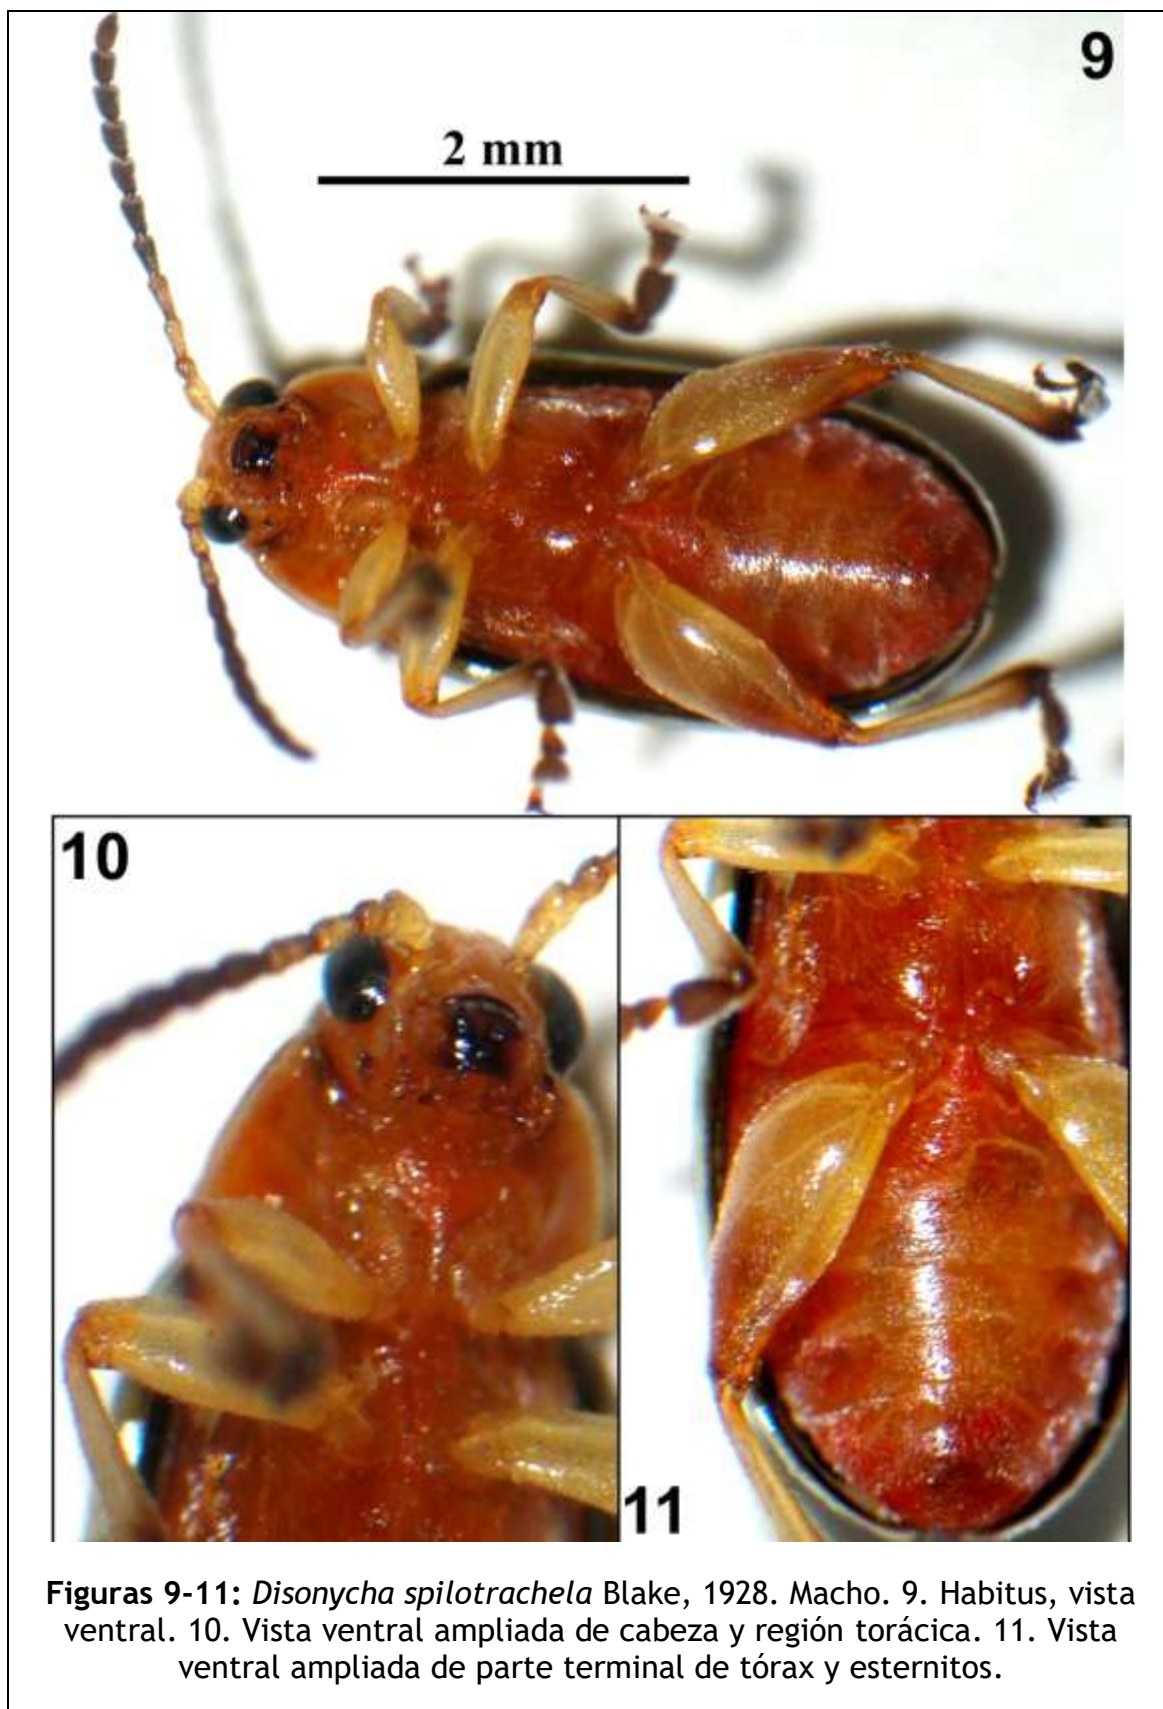 9
2 mm
10
11
Figuras 9-11: Disonycha spilotrachela Blake, 1928. Macho. 9. Habitus, vista
ventral. 10. Vista ventral ampliada de cabeza y región torácica. 11. Vista
ventral ampliada de parte terminal de tórax y esternitos.